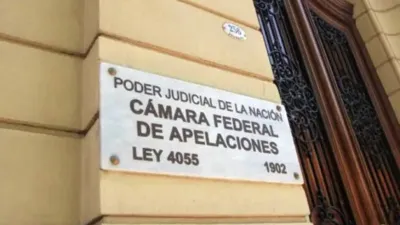 PODER JUDICIAL DE LA NACIÓN
CÁMARA FEDERAL
DE APELACIONES
LEY 4055 1902